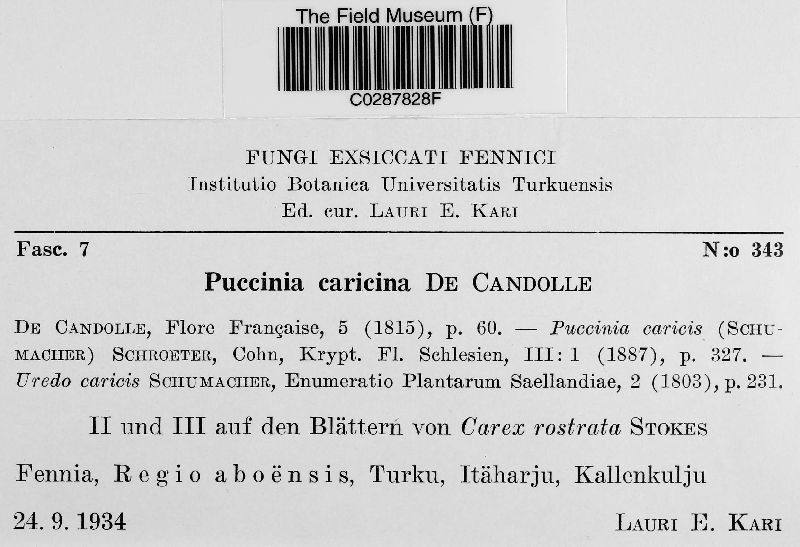 The Field Museum (F)
C0287828F
FUNGI EXSICCATI FENNICI
Institutio Botanica Universitatis Turkuensis
Ed. cur. LAURI E. KARI
Fasc. 7 N:o 343
Puccinia caricina DE CANDOLLE
DE CANDOLLE, Flore Française, 5 (1815), p. 60. — Puccinia caricis (SCHU-
MACHER) SCHROETER, Cohn, Krypt. Fl. Schlesien, III: 1 (1887), p. 327. —
Uredo caricis SCHUMACHER, Enumeratio Plantarum Saellandiae, 2 (1803), p. 231.
II und III auf den Blättern von Carex rostrata STOKES
Fennia, Regio aboënsis, Turku, Itäharju, Kallenkulju
24. 9. 1934 LAURI E. KARI